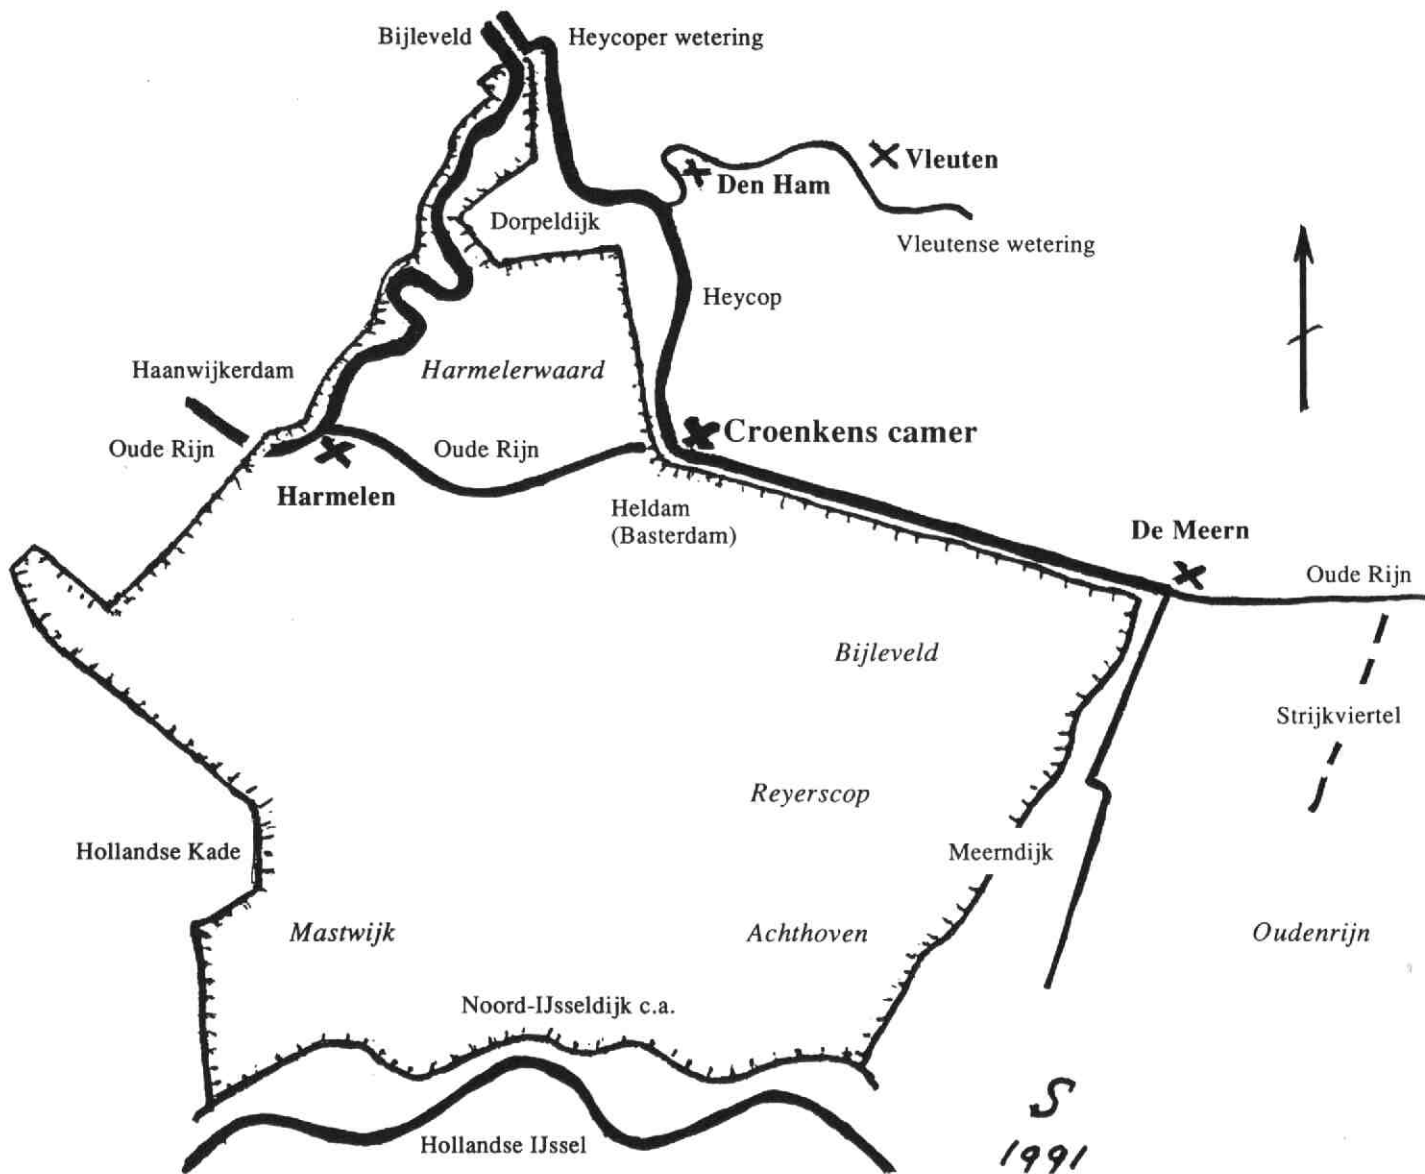 Bijleveld
Heycoper wetering
Vleuten
Den Ham
Dorpeldijk
Vleutense wetering
Heycop
Haanwijkerdam
Harmelerwaard
Croenkens camer
Oude Rijn
Oude Rijn
Harmelen
Heldam
(Basterdam)
De Meern
Oude Rijn
Bijleveld
Strijkviertel
Reyerscop
Hollandse Kade
Meerndijk
Mastwijk
Achthoven
Oudenrijn
Noord-IJsseldijk c.a.
Hollandse IJssel
S
1991